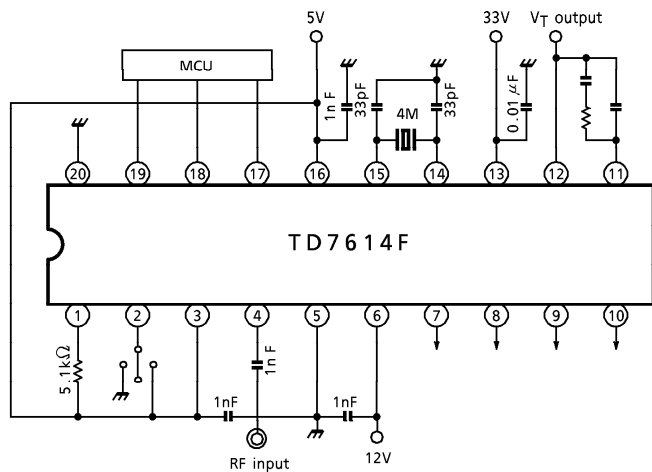 5V
33V
VT output
MCU
1nF
33pF
4M
33pF
0.01 μF
20
19
18
17
16
15
14
13
12
11
TD7614F
1
2
3
4
5
6
7
8
9
10
5.1kΩ
1nF
1nF
1nF
RF input
12V